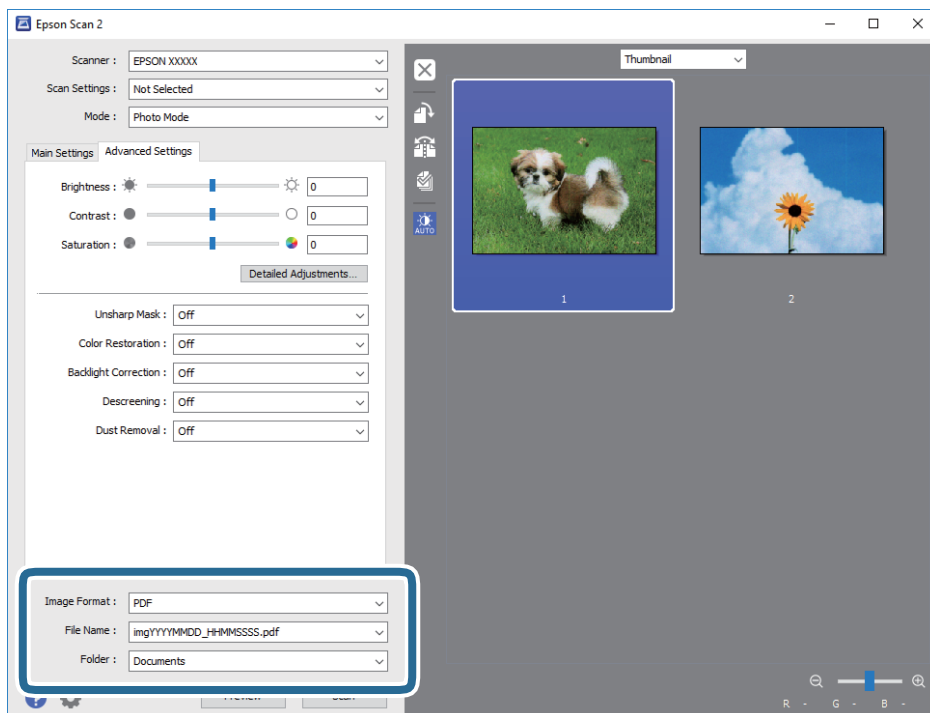 Epson Scan 2
Scanner : EPSON XXXXX
Scan Settings : Not Selected
Mode : Photo Mode
Main Settings Advanced Settings
Brightness : 0
Contrast : 0
Saturation : 0
Detailed Adjustments...
Unsharp Mask : Off
Color Restoration : Off
Backlight Correction : Off
Descreening : Off
Dust Removal : Off
Image Format : PDF
File Name : imgYYYYMMDD_HHMMSSSS.pdf
Folder : Documents
Thumbnail
AUTO
1
2
R - G - B -